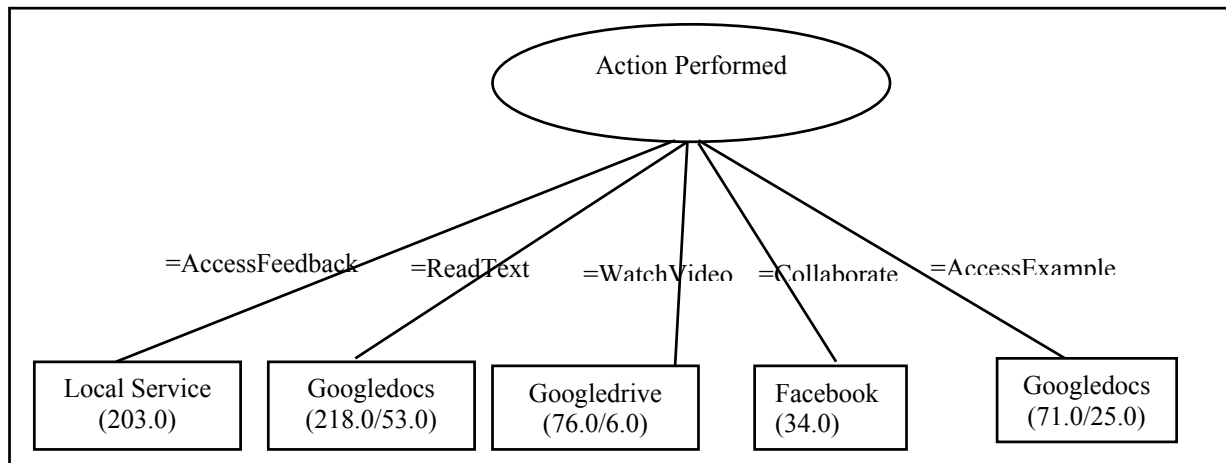 Action Performed
=AccessFeedback
=ReadText
=WatchVideo
=Collaborate
=AccessExample
Local Service
(203.0)
Googledocs
(218.0/53.0)
Googledrive
(76.0/6.0)
Facebook
(34.0)
Googledocs
(71.0/25.0)